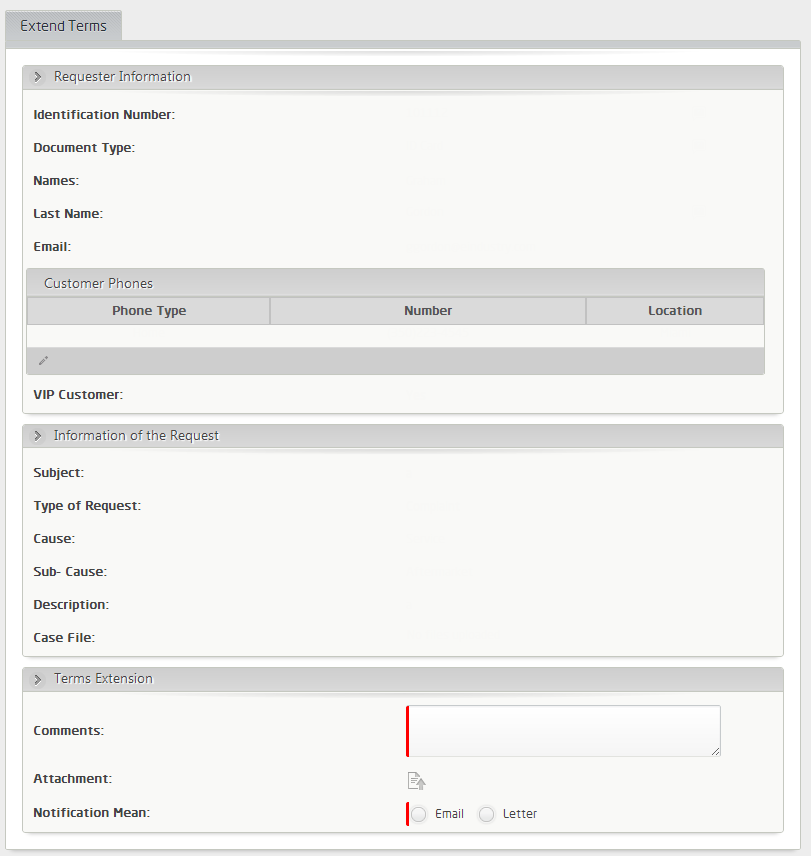 Extend Terms
Requester Information
Identification Number:
Document Type:
Names:
Last Name:
Email:
Customer Phones
Phone Type Number Location
VIP Customer:
Information of the Request
Subject:
Type of Request:
Cause:
Sub- Cause:
Description:
Case File:
Terms Extension
Comments:
Attachment:
Notification Mean: Email Letter